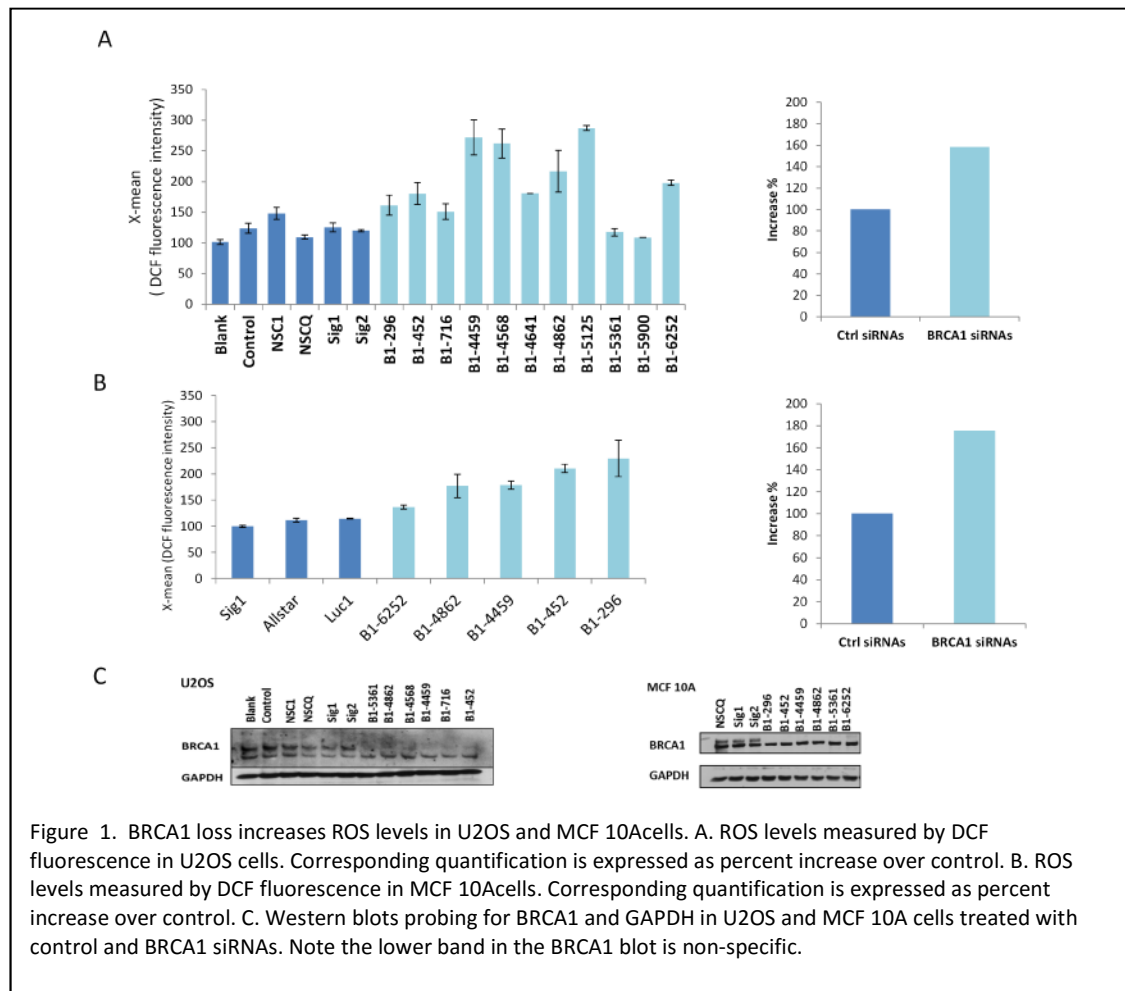 A
350
300
250
200
150
100
50
0
X-mean
( DCF fluorescence intensity)
Blank
Control
NSC1
NSCQ
Sig1
Sig2
B1-296
B1-452
B1-716
B1-4459
B1-4568
B1-4641
B1-4862
B1-5125
B1-5361
B1-5900
B1-6252
200
180
160
140
120
100
80
60
40
20
0
Increase %
Ctrl siRNAs
BRCA1 siRNAs
B
350
300
250
200
150
100
50
0
X-mean (DCF fluorescence intensity)
Sig1
Allstar
Luc1
B1-6252
B1-4862
B1-4459
B1-452
B1-296
200
180
160
140
120
100
80
60
40
20
0
Increase %
Ctrl siRNAs
BRCA1 siRNAs
C
U2OS
Blank
Control
NSC1
NSCQ
Sig1
Sig2
B1-5361
B1-4862
B1-4568
B1-4459
B1-716
B1-452
BRCA1
GAPDH
MCF 10A
NSCQ
Sig1
Sig2
B1-296
B1-452
B1-4459
B1-4862
B1-5361
B1-6252
BRCA1
GAPDH
Figure 1. BRCA1 loss increases ROS levels in U2OS and MCF 10Acells. A. ROS levels measured by DCF
fluorescence in U2OS cells. Corresponding quantification is expressed as percent increase over control. B. ROS
levels measured by DCF fluorescence in MCF 10Acells. Corresponding quantification is expressed as percent
increase over control. C. Western blots probing for BRCA1 and GAPDH in U2OS and MCF 10A cells treated with
control and BRCA1 siRNAs. Note the lower band in the BRCA1 blot is non-specific.